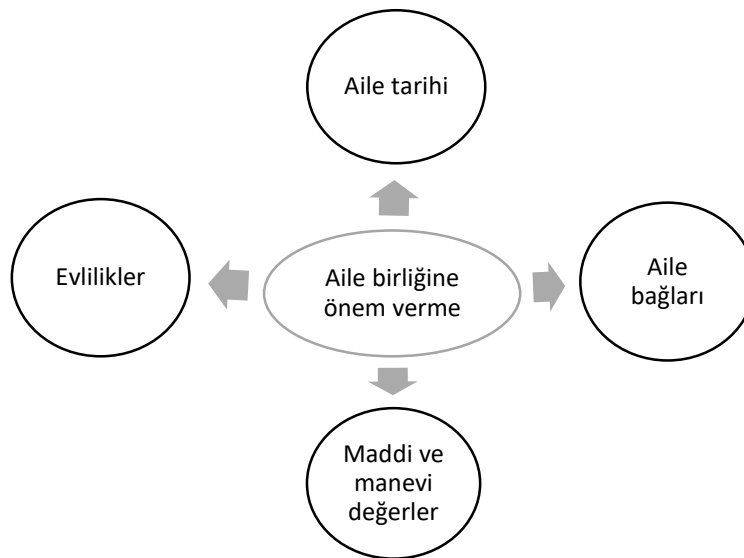 Aile tarihi
Evlilikler
Aile birliğine
önem verme
Aile
bağları
Maddi ve
manevi
değerler